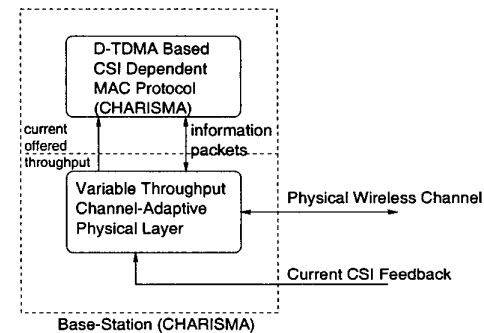 D-TDMA Based
CSI Dependent
MAC Protocol
(CHARISMA)
current
offered
throughput
information
packets
Variable Throughput
Channel-Adaptive
Physical Layer
Physical Wireless Channel
Current CSI Feedback
Base-Station (CHARISMA)